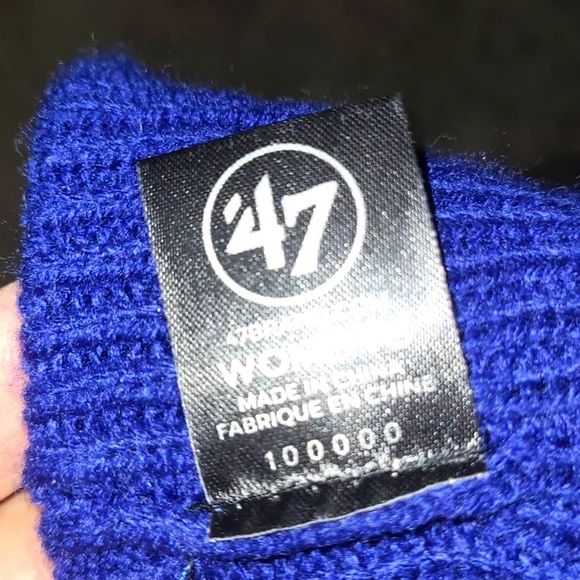 '47
MADE IN CHINA
FABRIQUE EN CHINE
100000